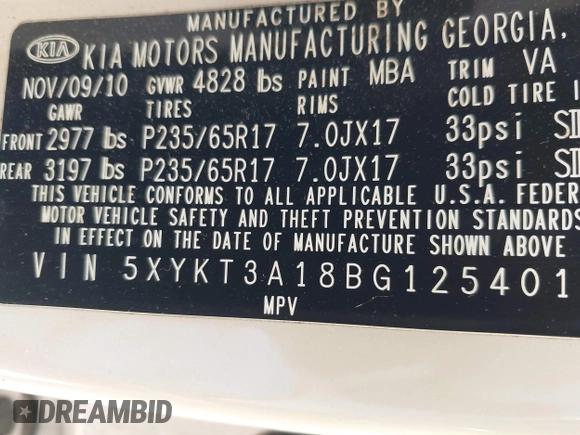 MANUFACTURED BY
KIA KIA MOTORS MANUFACTURING GEORGIA,
NOV/09/10 GVWR 4828 lbs PAINT MBA TRIM VA
GAWR TIRES RIMS COLD TIRE
FRONT 2977 lbs P235/65R17 7.0JX17 33psi
REAR 3197 lbs P235/65R17 7.0JX17 33psi
THIS VEHICLE CONFORMS TO ALL APPLICABLE U.S.A. FEDER
MOTOR VEHICLE SAFETY AND THEFT PREVENTION STANDARDS
IN EFFECT ON THE DATE OF MANUFACTURE SHOWN ABOVE
VIN 5XYKT3A18BG125401
MPV
DREAMBID